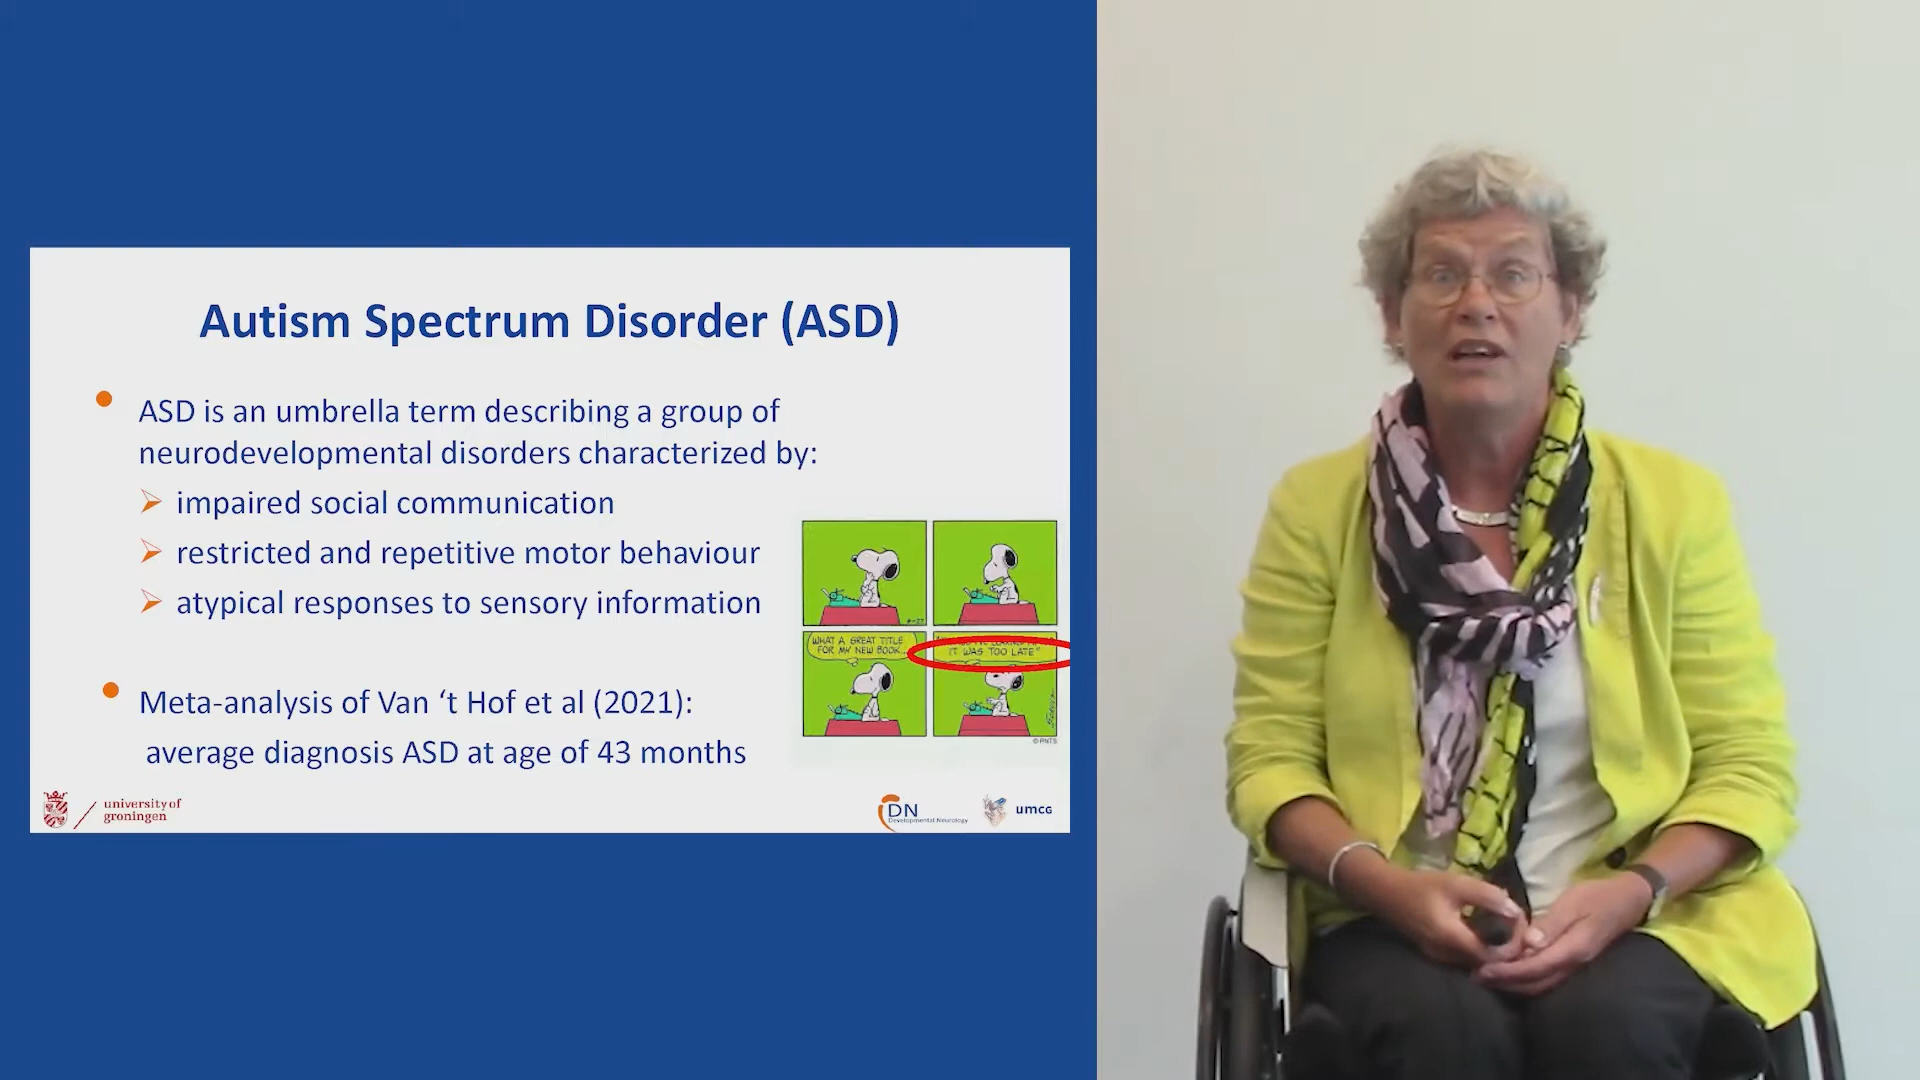 Autism Spectrum Disorder (ASD)
ASD is an umbrella term describing a group of
neurodevelopmental disorders characterized by:
impaired social communication
restricted and repetitive motor behaviour
atypical responses to sensory information
Meta-analysis of Van ‘t Hof et al (2021):
average diagnosis ASD at age of 43 months
WHAT A GREAT TITLE
FOR MY NEW BOOK...
IT WAS TOO LATE"
university of
groningen
DN
Developmental Neurology
umcg